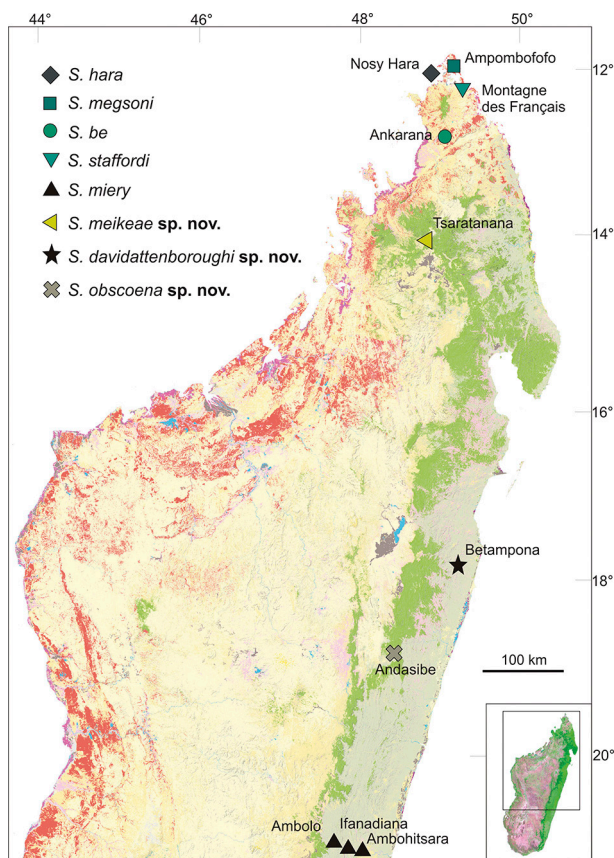 44°
48°
50°
12°
14°
16°
18°
20°
S. hara
S. megsoni
S. be
S. staffordi
S. miery
S. meikeae sp. nov.
S. davidattenboroughi sp. nov.
S. obscoena sp. nov.
Nosy Hara
Ampombofofo
Montagne
des Français
Ankarana
Tsaratanana
Betampona
Andasibe
100 km
Ambolo
Ifanadiana
Ambohitsara